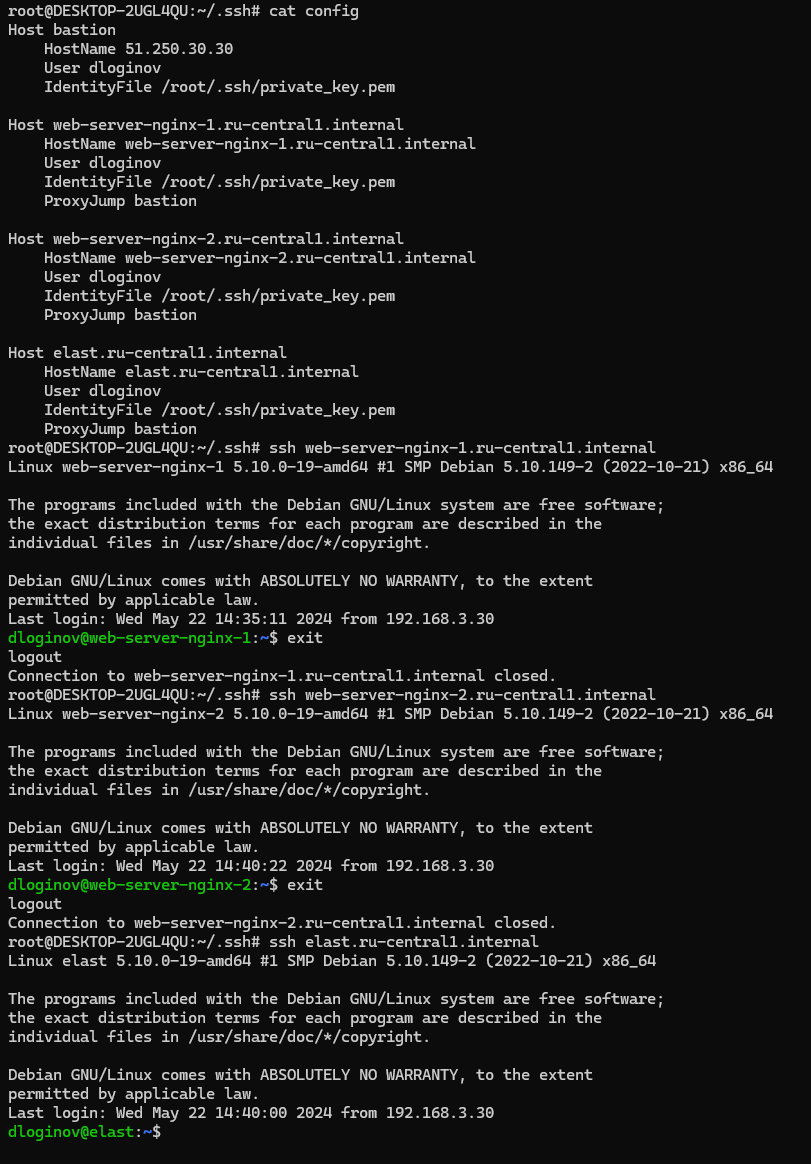 root@DESKTOP-2UGL4QU:~/.ssh# cat config
Host bastion
    HostName 51.250.30.30
    User dloginov
    IdentityFile /root/.ssh/private_key.pem

Host web-server-nginx-1.ru-central1.internal
    HostName web-server-nginx-1.ru-central1.internal
    User dloginov
    IdentityFile /root/.ssh/private_key.pem
    ProxyJump bastion

Host web-server-nginx-2.ru-central1.internal
    HostName web-server-nginx-2.ru-central1.internal
    User dloginov
    IdentityFile /root/.ssh/private_key.pem
    ProxyJump bastion

Host elast.ru-central1.internal
    HostName elast.ru-central1.internal
    User dloginov
    IdentityFile /root/.ssh/private_key.pem
    ProxyJump bastion
root@DESKTOP-2UGL4QU:~/.ssh# ssh web-server-nginx-1.ru-central1.internal
Linux web-server-nginx-1 5.10.0-19-amd64 #1 SMP Debian 5.10.149-2 (2022-10-21) x86_64

The programs included with the Debian GNU/Linux system are free software;
the exact distribution terms for each program are described in the
individual files in /usr/share/doc/*/copyright.

Debian GNU/Linux comes with ABSOLUTELY NO WARRANTY, to the extent
permitted by applicable law.
Last login: Wed May 22 14:35:11 2024 from 192.168.3.30
dloginov@web-server-nginx-1:~$ exit
logout
Connection to web-server-nginx-1.ru-central1.internal closed.
root@DESKTOP-2UGL4QU:~/.ssh# ssh web-server-nginx-2.ru-central1.internal
Linux web-server-nginx-2 5.10.0-19-amd64 #1 SMP Debian 5.10.149-2 (2022-10-21) x86_64

The programs included with the Debian GNU/Linux system are free software;
the exact distribution terms for each program are described in the
individual files in /usr/share/doc/*/copyright.

Debian GNU/Linux comes with ABSOLUTELY NO WARRANTY, to the extent
permitted by applicable law.
Last login: Wed May 22 14:40:22 2024 from 192.168.3.30
dloginov@web-server-nginx-2:~$ exit
logout
Connection to web-server-nginx-2.ru-central1.internal closed.
root@DESKTOP-2UGL4QU:~/.ssh# ssh elast.ru-central1.internal
Linux elast 5.10.0-19-amd64 #1 SMP Debian 5.10.149-2 (2022-10-21) x86_64

The programs included with the Debian GNU/Linux system are free software;
the exact distribution terms for each program are described in the
individual files in /usr/share/doc/*/copyright.

Debian GNU/Linux comes with ABSOLUTELY NO WARRANTY, to the extent
permitted by applicable law.
Last login: Wed May 22 14:40:00 2024 from 192.168.3.30
dloginov@elast:~$